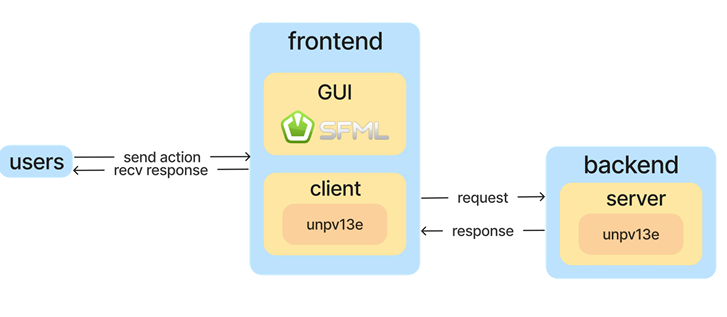 frontend
GUI
SFML
users
send action
recv response
client
unpv13e
request
response
backend
server
unpv13e